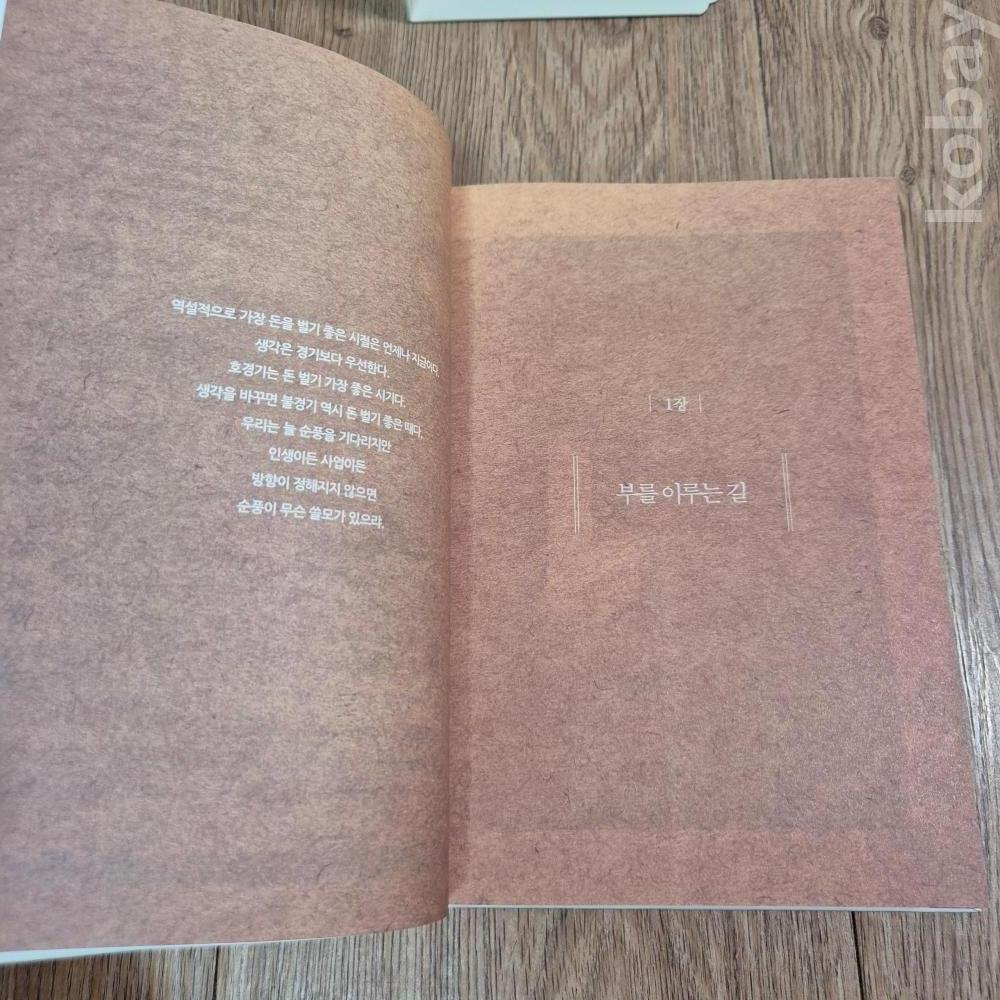 역설적으로 가장 돈을 벌기 좋은 시절은 언제나 지금이다.
생각은 경기보다 우선한다.
호경기는 돈 벌기 가장 좋은 시기다.
생각을 바꾸면 불경기 역시 돈 벌기 좋은 때다.
우리는 늘 순풍을 기다리지만
인생이든 사업이든
방향이 정해지지 않으면
순풍이 무슨 쓸모가 있으랴.
1장
부를 이루는 길
kobay